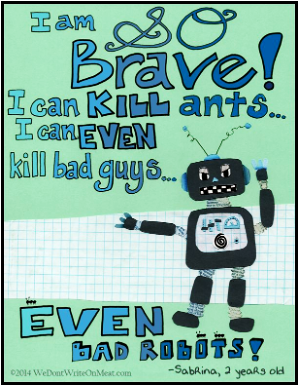 I am SO
Brave!
I can KILL ants...
I can EVEN
kill bad guys...
EVEN
BAD ROBOTS!
-SabRina, 2 years old
©2014 WeDontWriteOnMeat.com